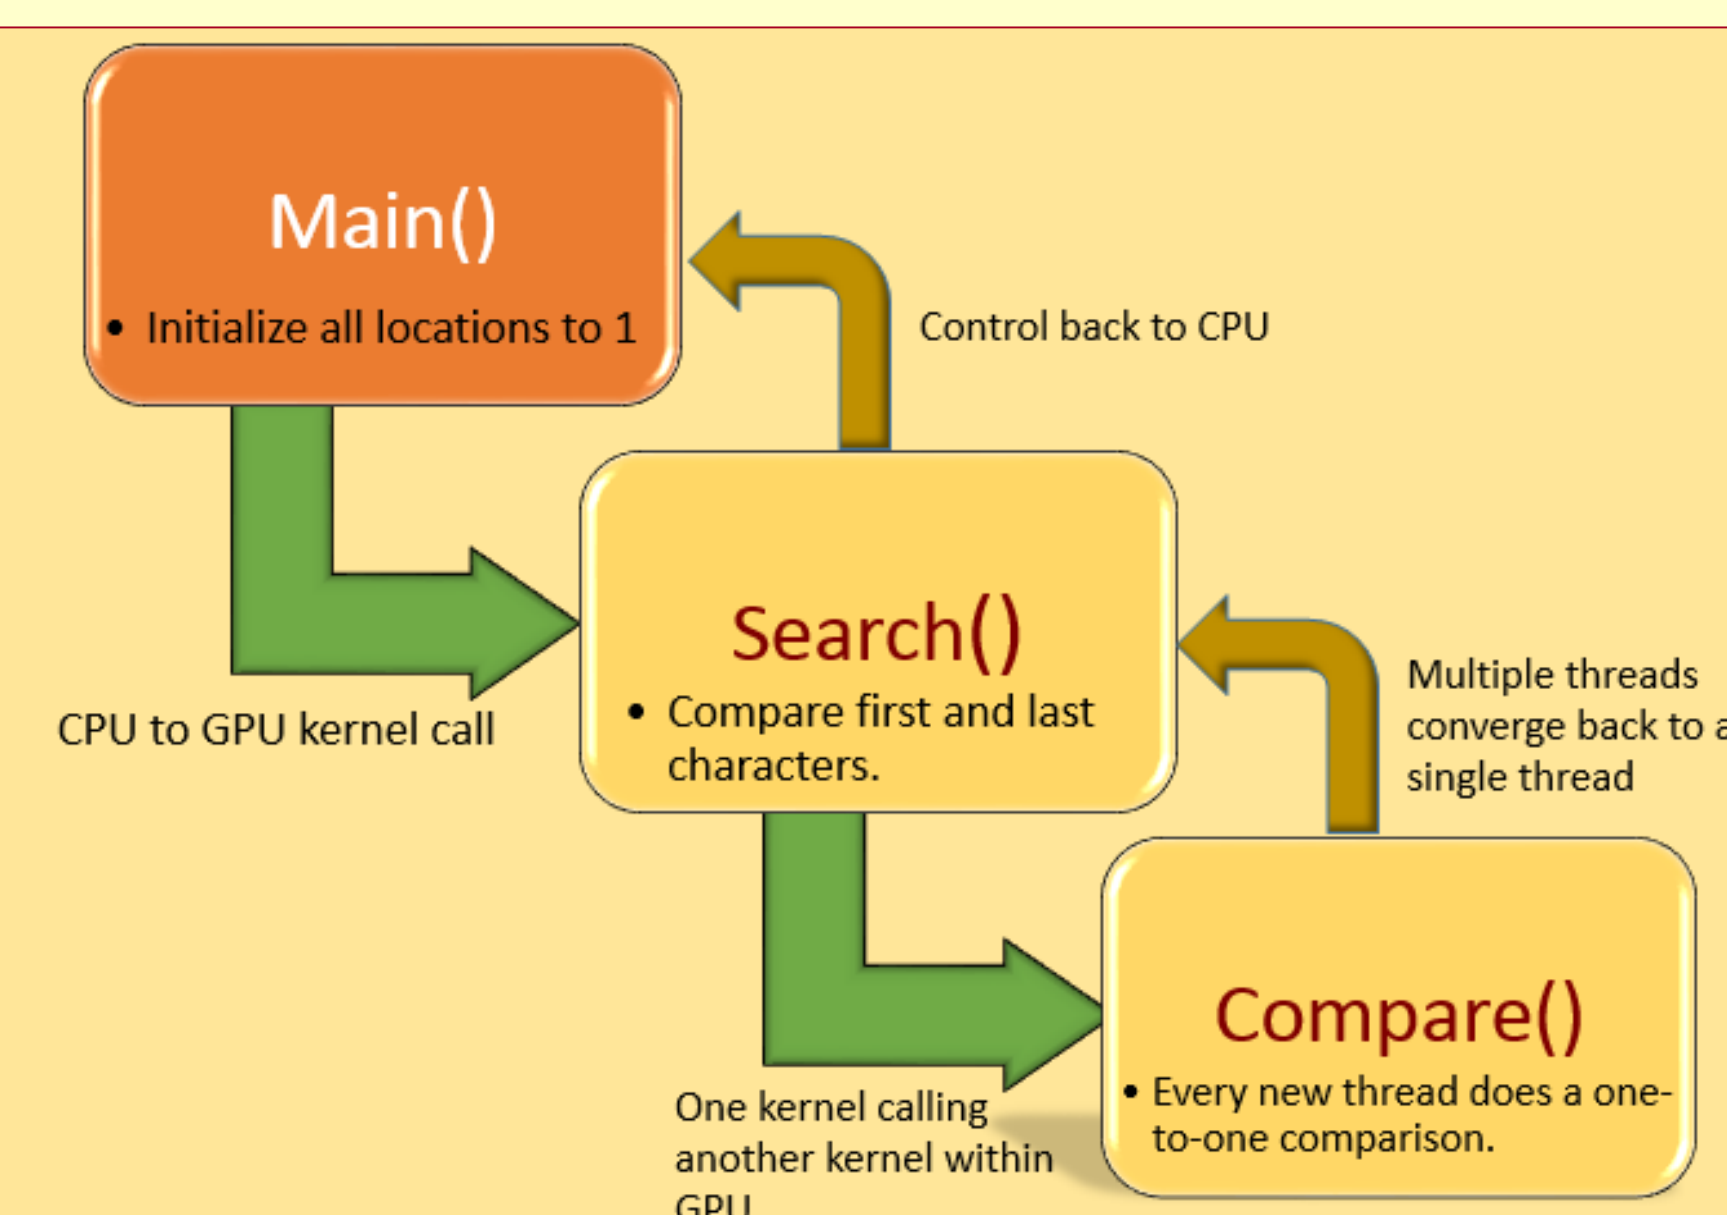 Main()
• Initialize all locations to 1
Control back to CPU
CPU to GPU kernel call
Search()
• Compare first and last
characters.
Multiple threads
converge back to a
single thread
One kernel calling
another kernel within
GPU
Compare()
• Every new thread does a one-
to-one comparison.